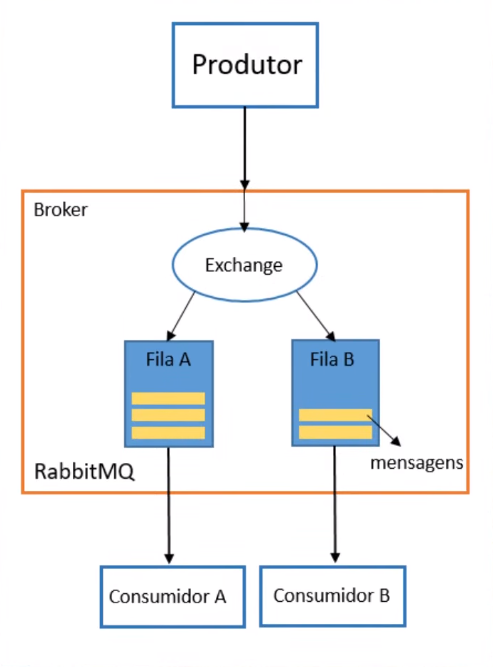 Produtor
Broker
Exchange
Fila A
Fila B
mensagens
RabbitMQ
Consumidor A
Consumidor B